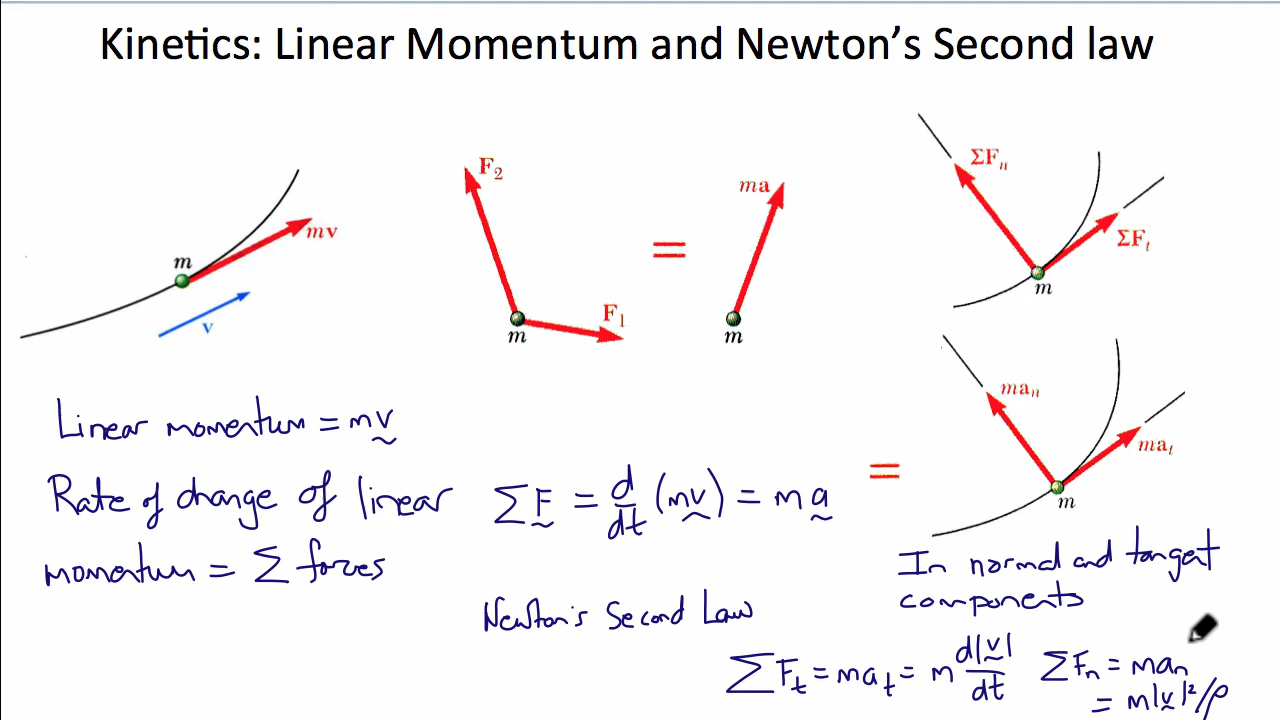 Kinetics: Linear Momentum and Newton's Second law
mv
m
v
F₂
F₁
m
=
ma
m
ΣFₙ
ΣFₜ
m
=
maₙ
maₜ
m
Linear momentum = mv
Rate of change of linear
momentum = Σ forces
ΣF = d/dt (mv) = ma
Newton's Second Law
In normal and tangent
components
ΣFₜ = maₜ = m d|v|/dt
ΣFₙ = maₙ
= m|v|²/ρ